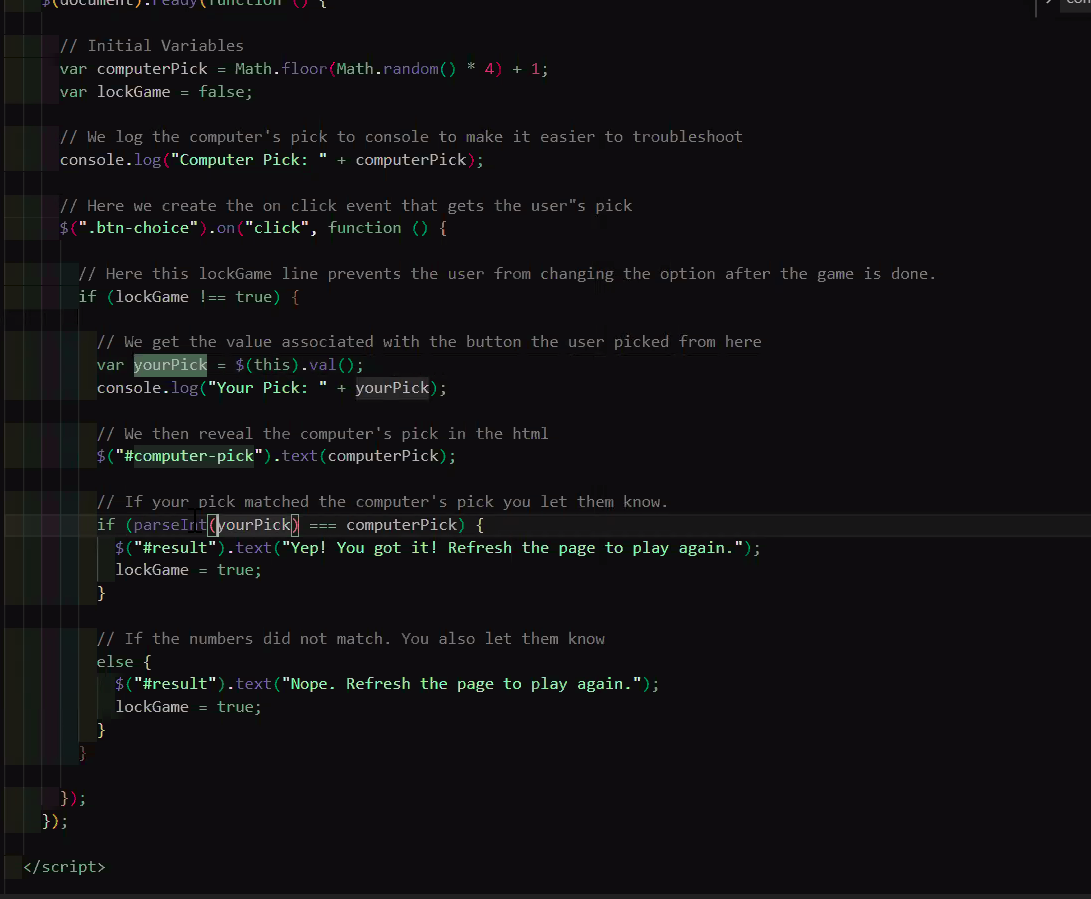 $(document).ready(function () {
// Initial Variables
var computerPick = Math.floor(Math.random() * 4) + 1;
var lockGame = false;
// We log the computer's pick to console to make it easier to troubleshoot
console.log("Computer Pick: " + computerPick);
// Here we create the on click event that gets the user"s pick
$(".btn-choice").on("click", function () {
// Here this lockGame line prevents the user from changing the option after the game is done.
if (lockGame !== true) {
// We get the value associated with the button the user picked from here
var yourPick = $(this).val();
console.log("Your Pick: " + yourPick);
// We then reveal the computer's pick in the html
$("#computer-pick").text(computerPick);
// If your pick matched the computer's pick you let them know.
if (parseInt(yourPick) === computerPick) {
$("#result").text("Yep! You got it! Refresh the page to play again.");
lockGame = true;
}
// If the numbers did not match. You also let them know
else {
$("#result").text("Nope. Refresh the page to play again.");
lockGame = true;
}
}
});
});
</script>